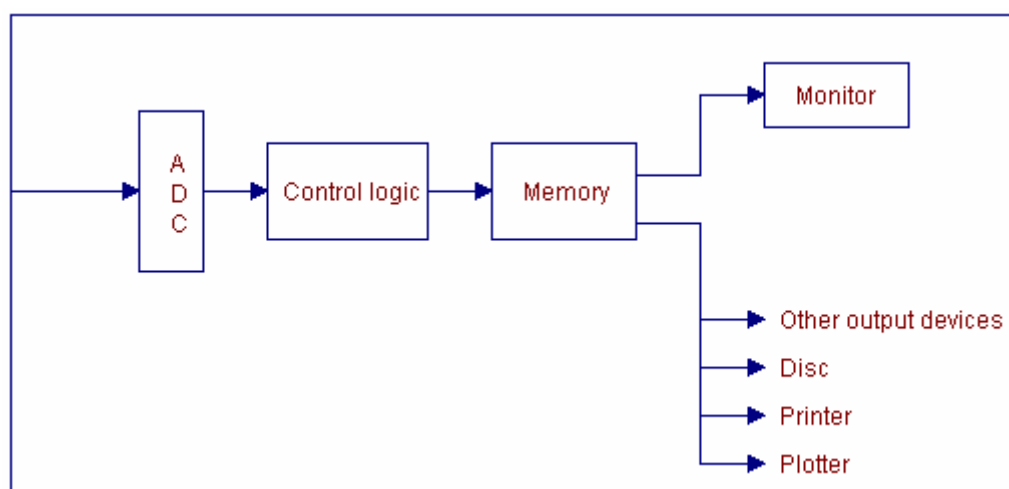 Monitor
A
D
C
Control logic
Memory
Other output devices
Disc
Printer
Plotter